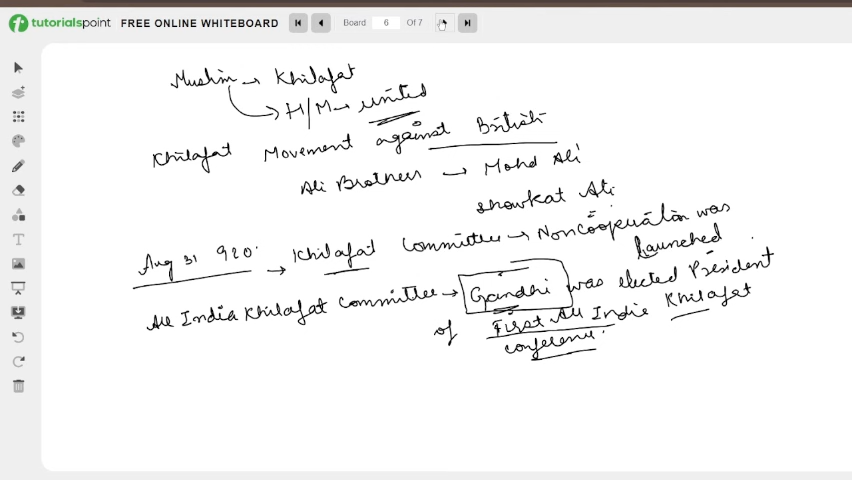 tutorialspoint FREE ONLINE WHITEBOARD Board 6 Of 7
Muslim → Khilafat
→ H/M → united
Khilafat Movement against British
Ali Brothers → Mohd Ali
Showkat Ali
Aug 31 920 → Khilafat Committee → Noncooperation was
Launched
All India Khilafat Committee → Gandhi was elected President
of First All India Khilafat
conference.